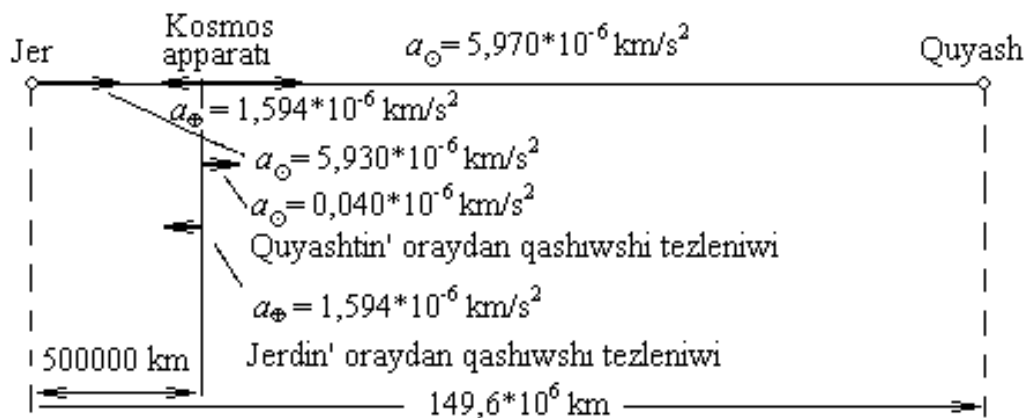 Jer
Kosmos
apparatı
a☉= 5,970*10⁻⁶ km/s²
Quyash
a⊕ = 1,594*10⁻⁶ km/s²
a☉= 5,930*10⁻⁶ km/s²
a☉= 0,040*10⁻⁶ km/s²
Quyashtin' oraydan qashıwshi tezleniwi
a⊕ = 1,594*10⁻⁶ km/s²
500000 km
Jerdin' oraydan qashıwshı tezleniwi
149,6*10⁶ km